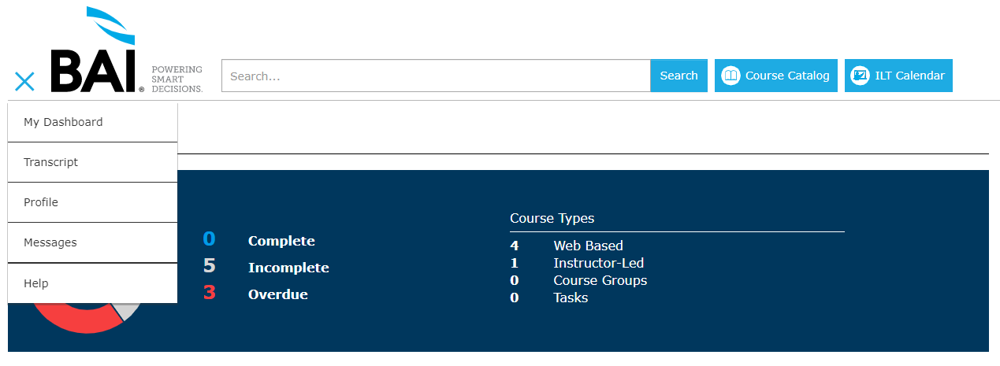 BAI®
POWERING
SMART
DECISIONS.
Search...
Search
Course Catalog
ILT Calendar
My Dashboard
Transcript
Profile
Messages
Help
0 Complete
5 Incomplete
3 Overdue
Course Types
4 Web Based
1 Instructor-Led
0 Course Groups
0 Tasks